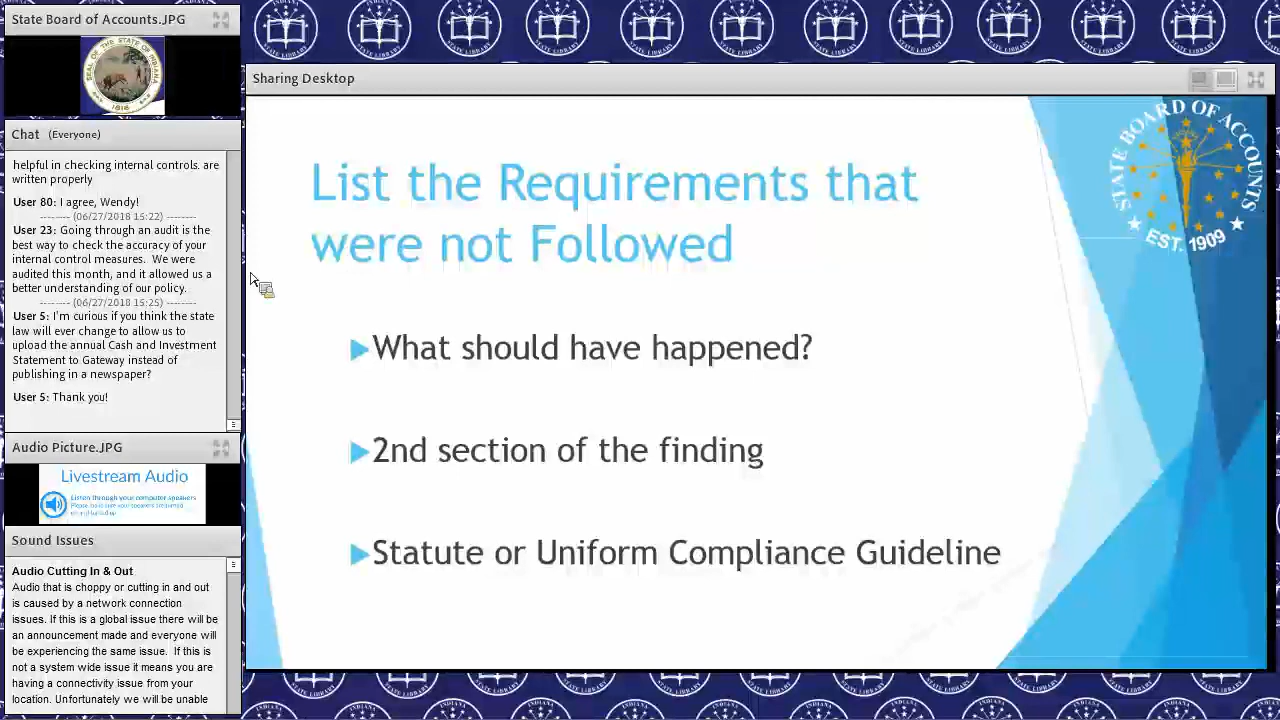 State Board of Accounts.JPG
SEAL OF THE STATE OF INDIANA
1816
Chat (Everyone)
helpful in checking internal controls. are
written properly
User 80: I agree, Wendy!
-------- (06/27/2018 15:22) --------
User 23: Going through an audit is the
best way to check the accuracy of your
internal control measures. We were
audited this month, and it allowed us a
better understanding of our policy.
-------- (06/27/2018 15:25) --------
User 5: I'm curious if you think the state
law will ever change to allow us to
upload the annual Cash and Investment
Statement to Gateway instead of
publishing in a newspaper?
User 5: Thank you!
Audio Picture.JPG
Livestream Audio
Listen through your computer speakers
Sound Issues
Audio Cutting In & Out
Audio that is choppy or cutting in and out
is caused by a network connection
issues. If this is a global issue there will be
an announcement made and everyone will
be experiencing the same issue. If this is
not a system wide issue it means you are
having a connectivity issue from your
location. Unfortunately we will be unable
Sharing Desktop
STATE BOARD OF ACCOUNTS
EST. 1909
List the Requirements that
were not Followed
What should have happened?
2nd section of the finding
Statute or Uniform Compliance Guideline
INDIANA
STATE LIBRARY